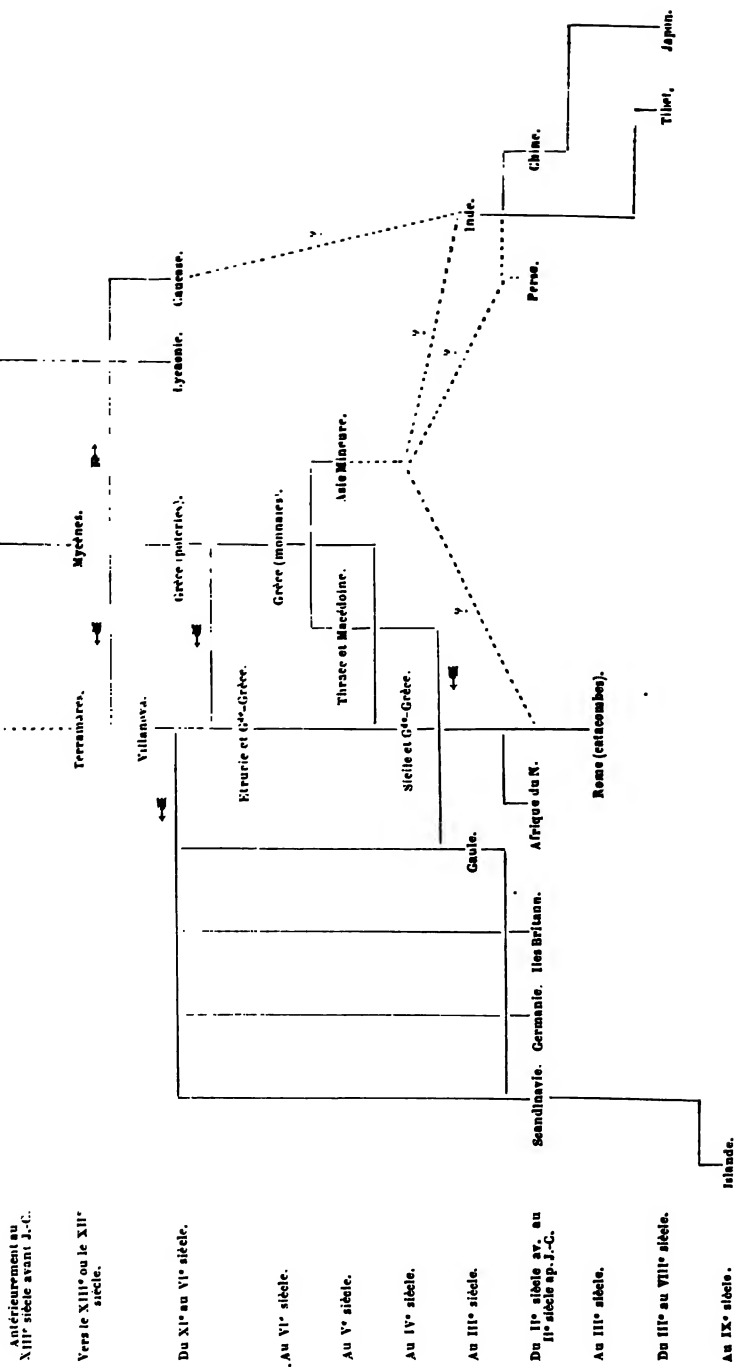 Antérieurement au
XIIIe siècle avant J.-C.
Vers le XIIIe ou le XIIe
siècle.
Terramares.
Mycènes.
Du XIe au VIe siècle.
Villanova.
Grèce (poteries).
Lycaonie.
Caucase.
Au VIe siècle.
Etrurie et Gde-Grèce.
Grèce (monnaies).
Au Ve siècle.
Thrace et Macédoine.
Asie Mineure.
?
Au IVe siècle.
Sicile et Gde-Grèce.
?
?
Au IIIe siècle.
Gaule.
?
Inde.
Du IIe siècle av. au
IIe siècle ap. J.-C.
Scandinavie.
Germanie.
Iles Britann.
Afrique du N.
Perse.
Chine.
Au IIIe siècle.
Rome (catacombes).
Du IIIe au VIIIe siècle.
Tibet.
Japon.
Au IXe siècle.
Islande.